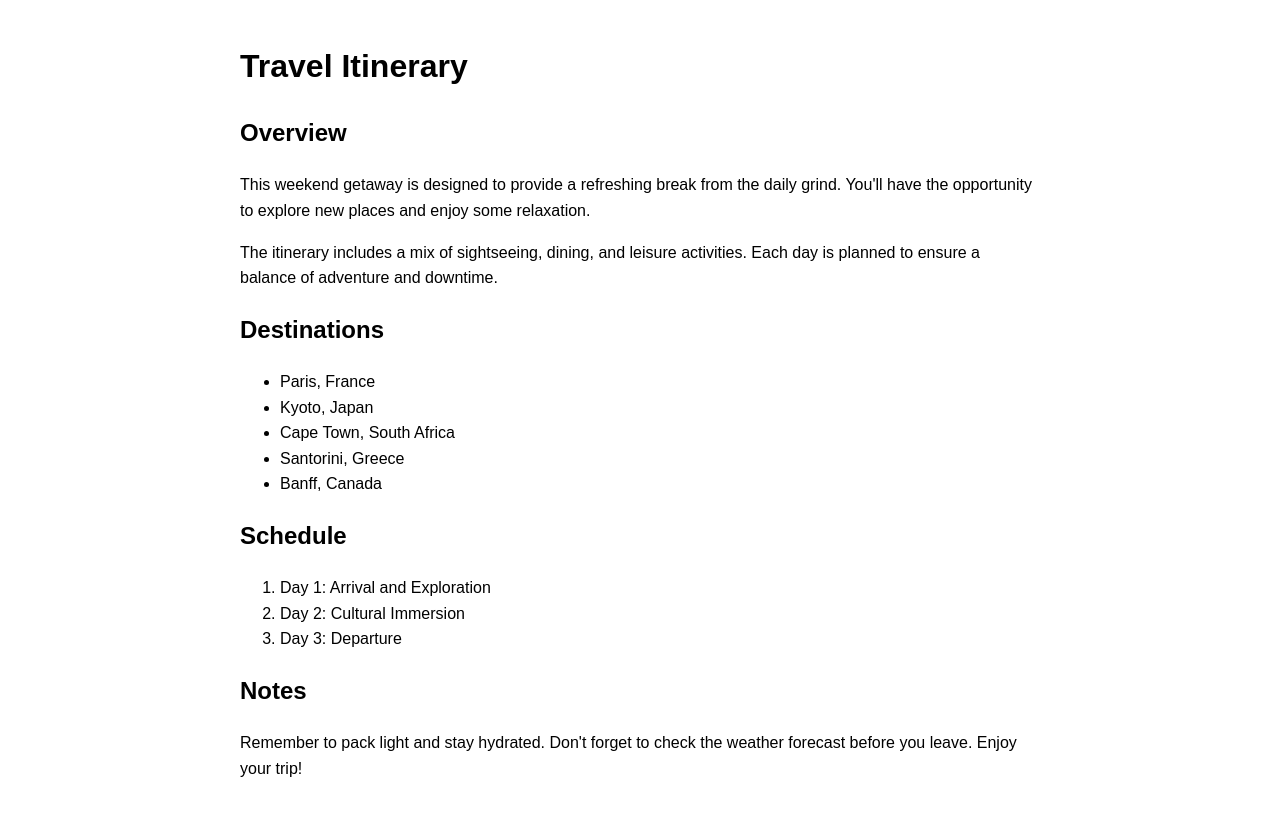 Travel Itinerary
Overview
This weekend getaway is designed to provide a refreshing break from the daily grind. You'll have the opportunity
to explore new places and enjoy some relaxation.
The itinerary includes a mix of sightseeing, dining, and leisure activities. Each day is planned to ensure a
balance of adventure and downtime.
Destinations
• Paris, France
• Kyoto, Japan
• Cape Town, South Africa
• Santorini, Greece
• Banff, Canada
Schedule
1. Day 1: Arrival and Exploration
2. Day 2: Cultural Immersion
3. Day 3: Departure
Notes
Remember to pack light and stay hydrated. Don't forget to check the weather forecast before you leave. Enjoy
your trip!